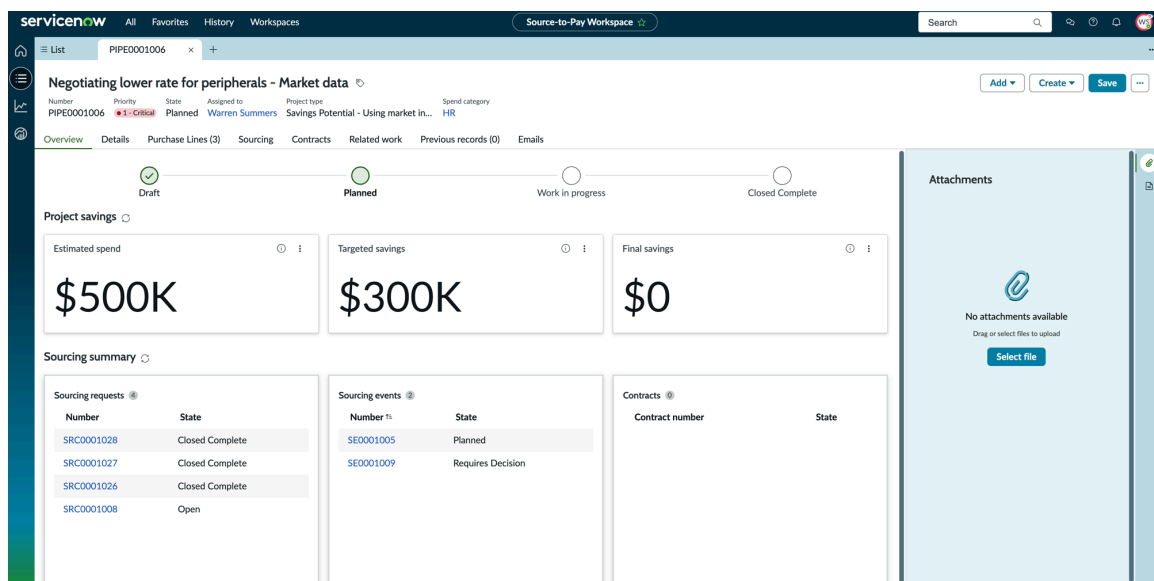 servicenow All Favorites History Workspaces Source-to-Pay Workspace Search WS
List PIPE0001006
Negotiating lower rate for peripherals - Market data Add Create Save
Number Priority State Assigned to Project type Spend category
PIPE0001006 1 - Critical Planned Warren Summers Savings Potential - Using market in... HR
Overview Details Purchase Lines (3) Sourcing Contracts Related work Previous records (0) Emails
Draft Planned Work in progress Closed Complete
Attachments
Project savings
Estimated spend Targeted savings Final savings
$500K $300K $0
No attachments available
Drag or select files to upload
Select file
Sourcing summary
Sourcing requests 4 Sourcing events 2 Contracts 0
Number State Number State Contract number State
SRC0001028 Closed Complete SE0001005 Planned
SRC0001027 Closed Complete SE0001009 Requires Decision
SRC0001026 Closed Complete
SRC0001008 Open